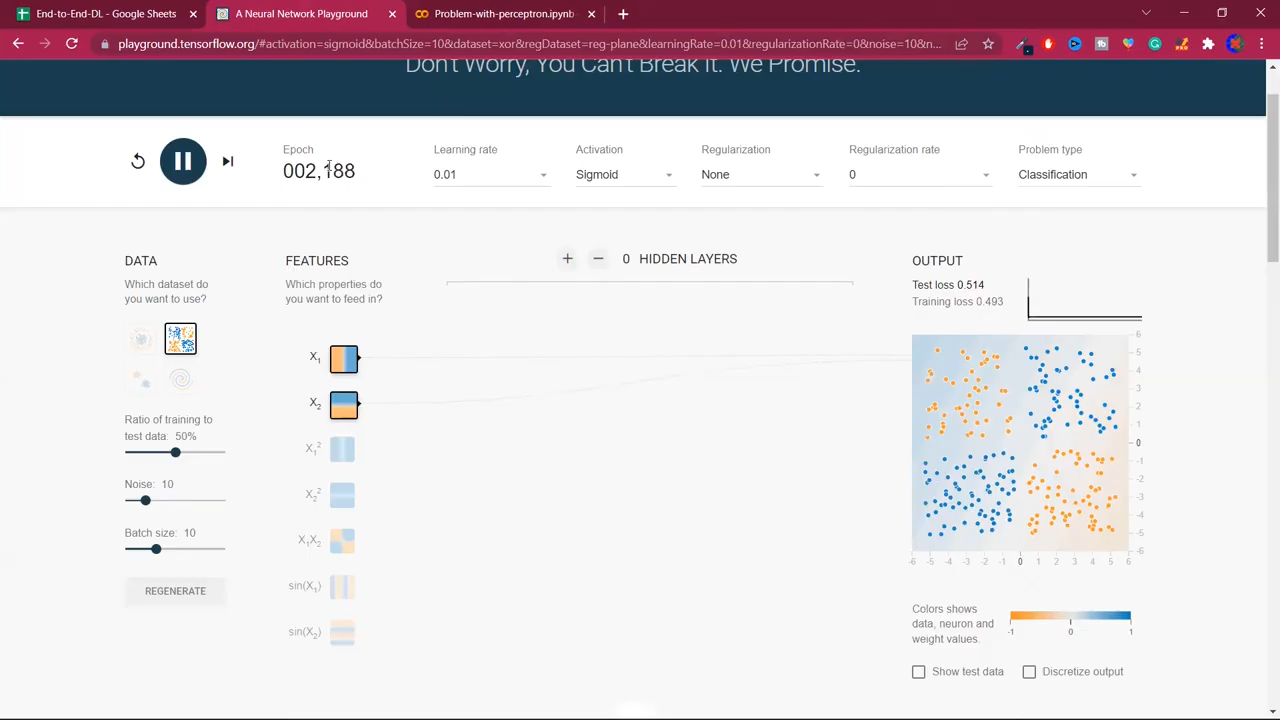 End-to-End-DL - Google Sheets
A Neural Network Playground
Problem-with-perceptron.ipynb
playground.tensorflow.org/#activation=sigmoid&batchSize=10&dataset=xor&regDataset=reg-plane&learningRate=0.01&regularizationRate=0&noise=10&n...
Don't Worry, You Can't Break It. We Promise.
Epoch
002,188
Learning rate
0.01
Activation
Sigmoid
Regularization
None
Regularization rate
0
Problem type
Classification
DATA
Which dataset do
you want to use?
Ratio of training to
test data: 50%
Noise: 10
Batch size: 10
REGENERATE
FEATURES
Which properties do
you want to feed in?
X₁
X₂
X₁²
X₂²
X₁X₂
sin(X₁)
sin(X₂)
+ − 0 HIDDEN LAYERS
OUTPUT
Test loss 0.514
Training loss 0.493
6
5
4
3
2
1
0
-1
-2
-3
-4
-5
-6
-6 -5 -4 -3 -2 -1 0 1 2 3 4 5 6
Colors shows
data, neuron and
weight values.
-1 0 1
Show test data
Discretize output